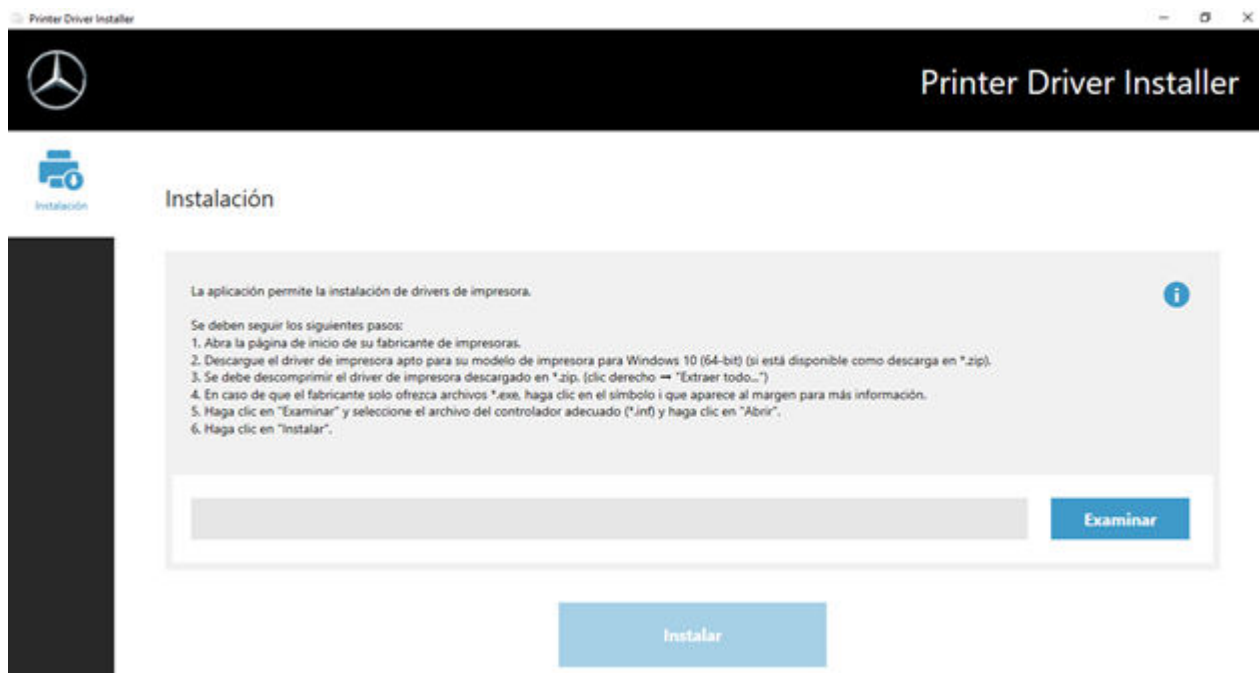 Printer Driver Installer
Printer Driver Installer
Instalación
Instalación
La aplicación permite la instalación de drivers de impresora.
Se deben seguir los siguientes pasos:
1. Abra la página de inicio de su fabricante de impresoras.
2. Descargue el driver de impresora apto para su modelo de impresora para Windows 10 (64-bit) (si está disponible como descarga en *.zip).
3. Se debe descomprimir el driver de impresora descargado en *.zip. (clic derecho → "Extraer todo...")
4. En caso de que el fabricante solo ofrezca archivos *.exe, haga clic en el símbolo i que aparece al margen para más información.
5. Haga clic en "Examinar" y seleccione el archivo del controlador adecuado (*.inf) y haga clic en "Abrir".
6. Haga clic en "Instalar".
i
Examinar
Instalar